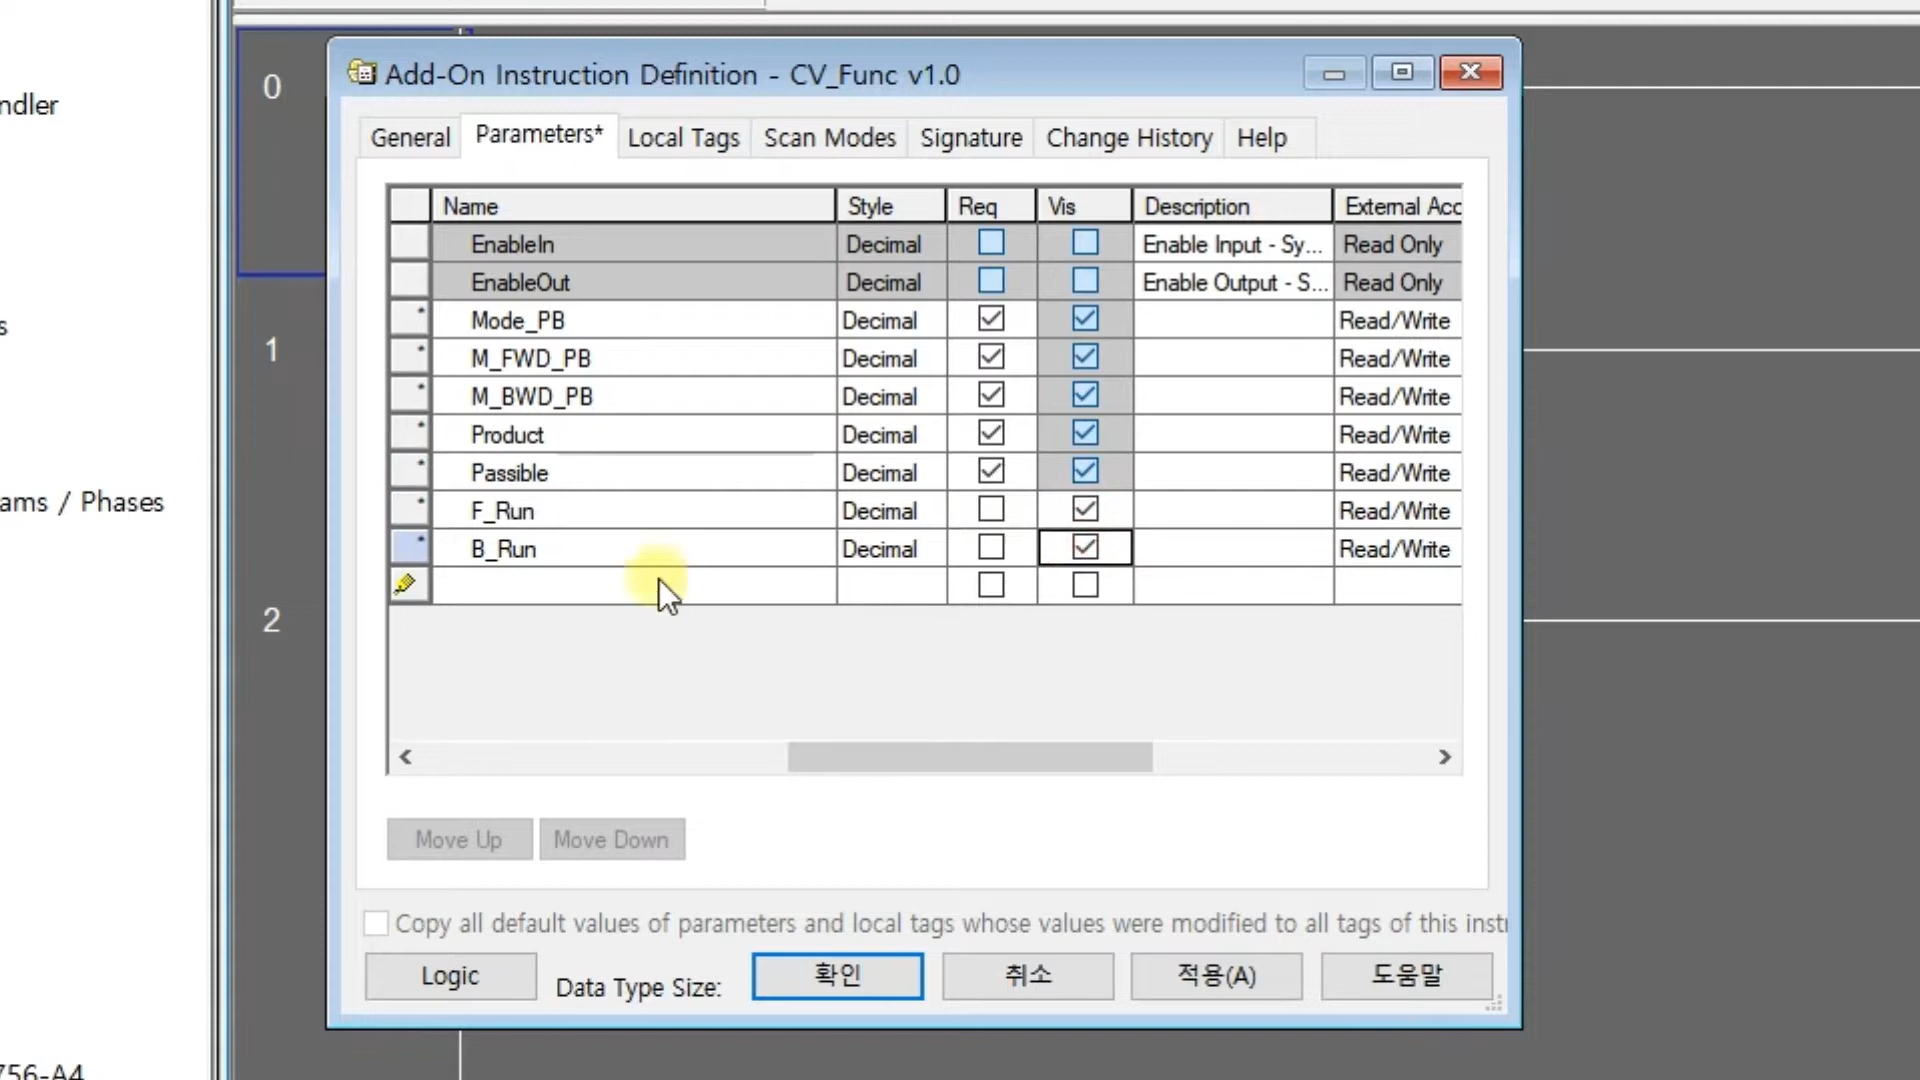 0
Add-On Instruction Definition - CV_Func v1.0
ndler
General Parameters* Local Tags Scan Modes Signature Change History Help
Name Style Req Vis Description External Acc
EnableIn Decimal Enable Input - Sy... Read Only
EnableOut Decimal Enable Output - S... Read Only
* Mode_PB Decimal Read/Write
s
1
* M_FWD_PB Decimal Read/Write
* M_BWD_PB Decimal Read/Write
* Product Decimal Read/Write
* Passible Decimal Read/Write
ams / Phases
* F_Run Decimal Read/Write
* B_Run Decimal Read/Write
2
Move Up Move Down
Copy all default values of parameters and local tags whose values were modified to all tags of this instr
Logic Data Type Size: 확인 취소 적용(A) 도움말
756-A4